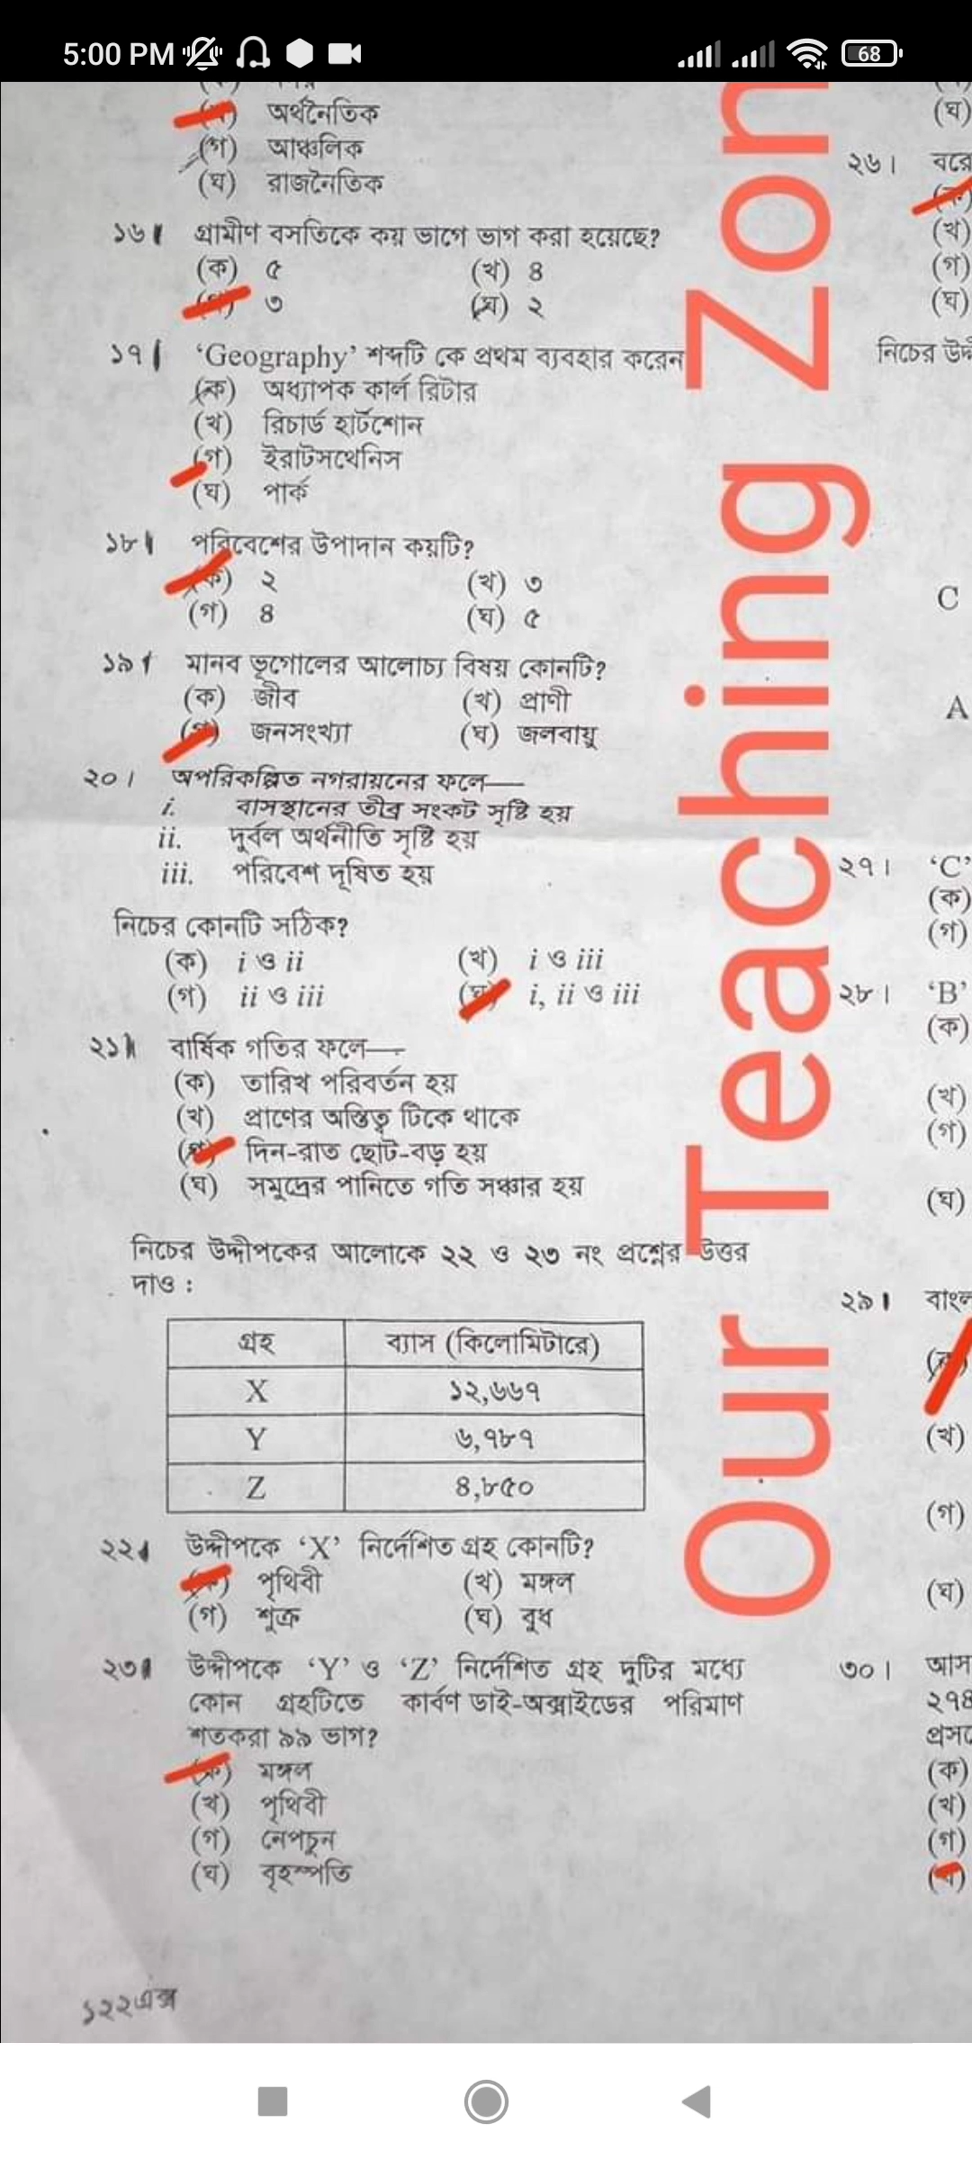 5:00 PM
68
অর্থনৈতিক
(গ) আঞ্চলিক
(ঘ) রাজনৈতিক
১৬। গ্রামীণ বসতিকে কয় ভাগে ভাগ করা হয়েছে?
(ক) ৫ (খ) ৪
(গ) ৩ (ঘ) ২
১৭। ‘Geography’ শব্দটি কে প্রথম ব্যবহার করেন
(ক) অধ্যাপক কার্ল রিটার
(খ) রিচার্ড হার্টশোন
(গ) ইরাটসথেনিস
(ঘ) পার্ক
১৮। পরিবেশের উপাদান কয়টি?
(ক) ২ (খ) ৩
(গ) ৪ (ঘ) ৫
১৯। মানব ভূগোলের আলোচ্য বিষয় কোনটি?
(ক) জীব (খ) প্রাণী
(গ) জনসংখ্যা (ঘ) জলবায়ু
২০। অপরিকল্পিত নগরায়নের ফলে—
i. বাসস্থানের তীব্র সংকট সৃষ্টি হয়
ii. দুর্বল অর্থনীতি সৃষ্টি হয়
iii. পরিবেশ দূষিত হয়
নিচের কোনটি সঠিক?
(ক) i ও ii (খ) i ও iii
(গ) ii ও iii (ঘ) i, ii ও iii
২১। বার্ষিক গতির ফলে—
(ক) তারিখ পরিবর্তন হয়
(খ) প্রাণের অস্তিত্ব টিকে থাকে
(গ) দিন-রাত ছোট-বড় হয়
(ঘ) সমুদ্রের পানিতে গতি সঞ্চার হয়
নিচের উদ্দীপকের আলোকে ২২ ও ২৩ নং প্রশ্নের উত্তর
দাও :
গ্রহ ব্যাস (কিলোমিটারে)
X ১২,৬৬৭
Y ৬,৭৮৭
Z ৪,৮৫০
২২। উদ্দীপকে ‘X’ নির্দেশিত গ্রহ কোনটি?
(ক) পৃথিবী (খ) মঙ্গল
(গ) শুক্র (ঘ) বুধ
২৩। উদ্দীপকে ‘Y’ ও ‘Z’ নির্দেশিত গ্রহ দুটির মধ্যে
কোন গ্রহটিতে কার্বণ ডাই-অক্সাইডের পরিমাণ
শতকরা ৯৯ ভাগ?
(ক) মঙ্গল
(খ) পৃথিবী
(গ) নেপচুন
(ঘ) বৃহস্পতি
১২২এক্স
Our Teaching Zon
(ঘ)
২৬।
(খ)
(গ)
(ঘ)
নিচের
C
A
২৭। ‘C’
(ক)
(গ)
২৮। ‘B’
(ক)
(খ)
(গ)
(ঘ)
২৯।
(খ)
(গ)
(ঘ)
৩০।
(ক)
(খ)
(গ)